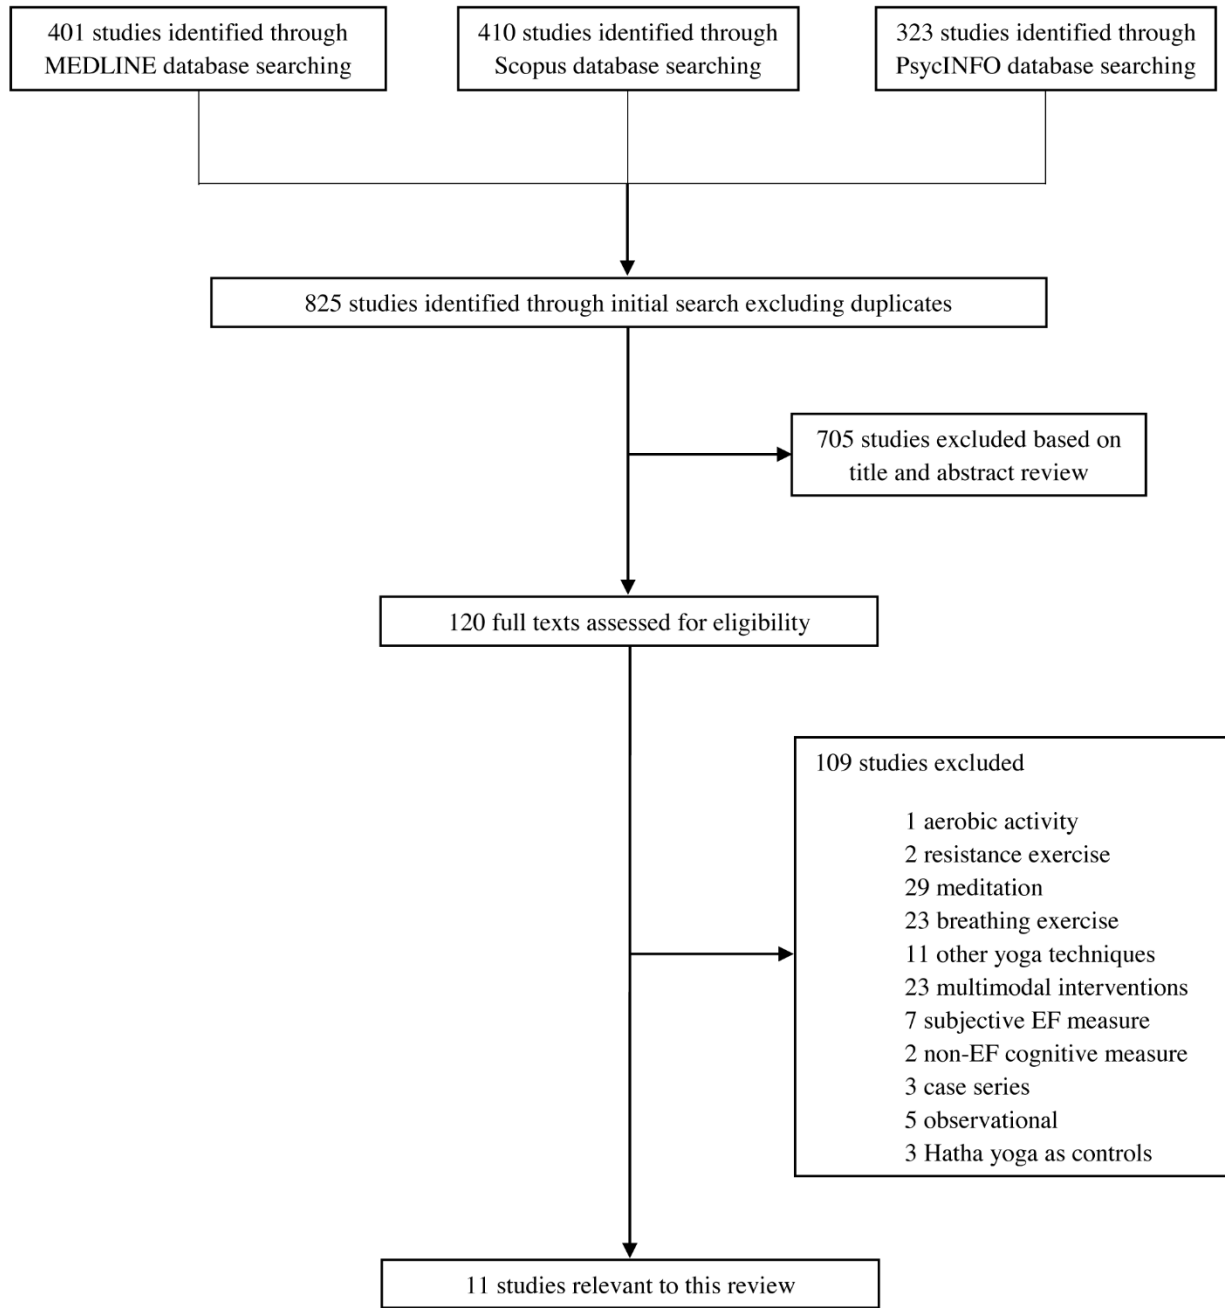 401 studies identified through
MEDLINE database searching
410 studies identified through
Scopus database searching
323 studies identified through
PsycINFO database searching
825 studies identified through initial search excluding duplicates
705 studies excluded based on
title and abstract review
120 full texts assessed for eligibility
109 studies excluded
1 aerobic activity
2 resistance exercise
29 meditation
23 breathing exercise
11 other yoga techniques
23 multimodal interventions
7 subjective EF measure
2 non-EF cognitive measure
3 case series
5 observational
3 Hatha yoga as controls
11 studies relevant to this review